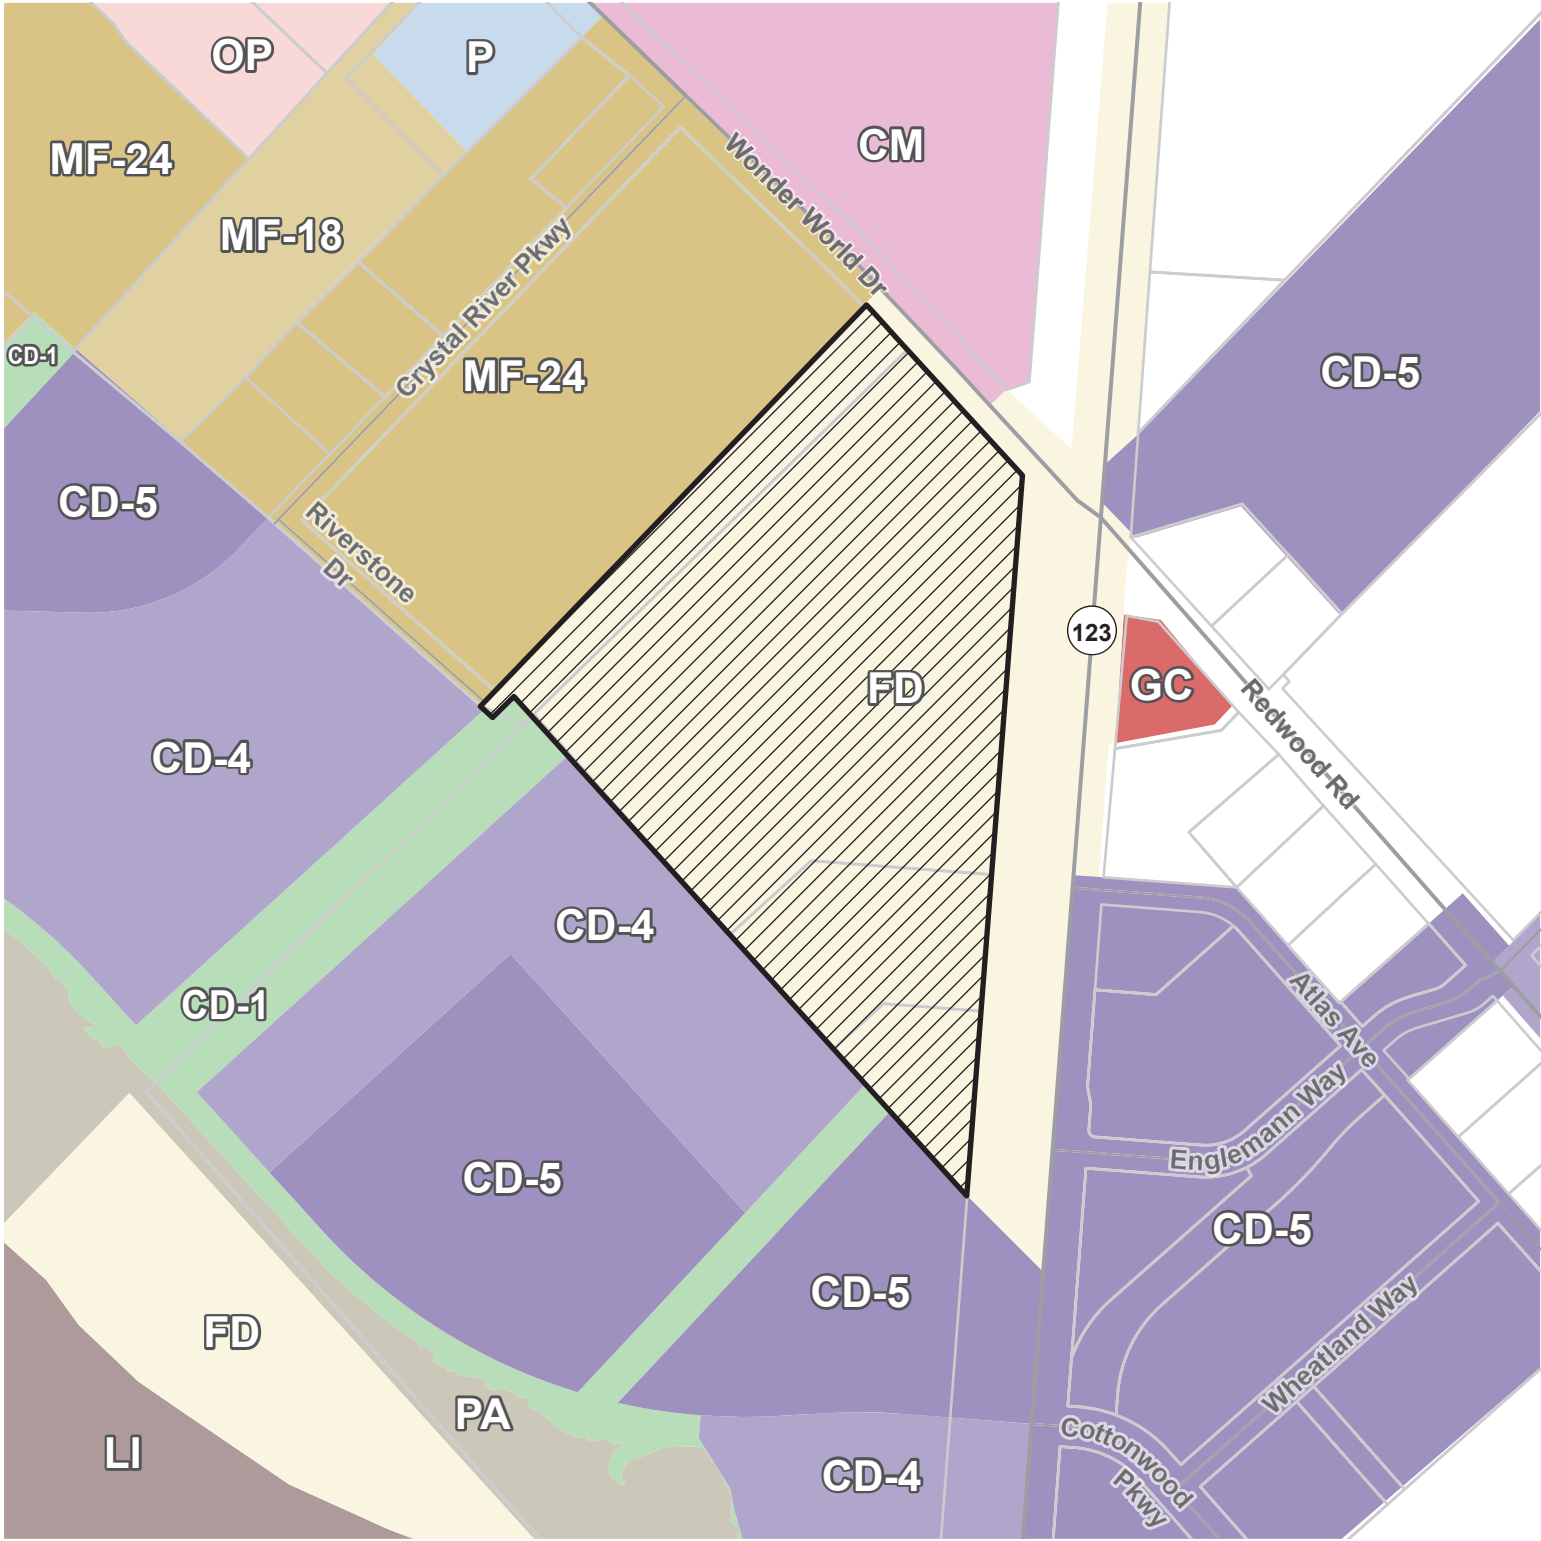 OP
P
CM
MF-24
Wonder World Dr
MF-18
Crystal River Pkwy
CD-1
MF-24
CD-5
CD-5
Riverstone
Dr
123
FD
GC
Redwood Rd
CD-4
CD-4
CD-1
Atlas Ave
Englemann Way
CD-5
CD-5
CD-5
FD
Wheatland Way
PA
LI
CD-4
Cottonwood
Pkwy